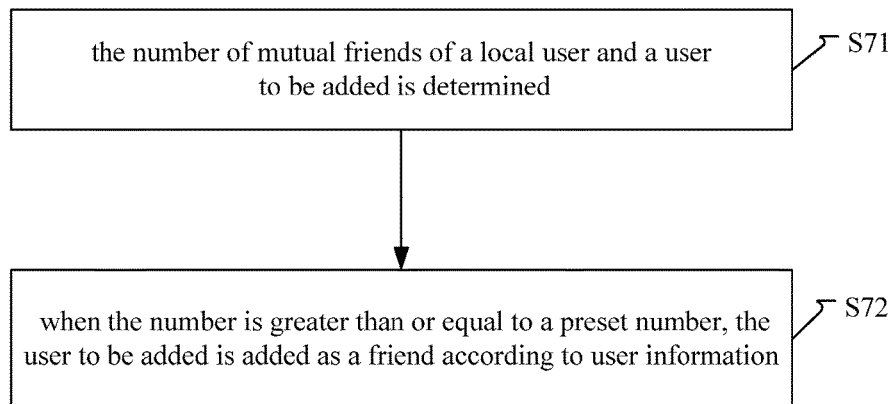 the number of mutual friends of a local user and a user
to be added is determined
S71
when the number is greater than or equal to a preset number, the
user to be added is added as a friend according to user information
S72